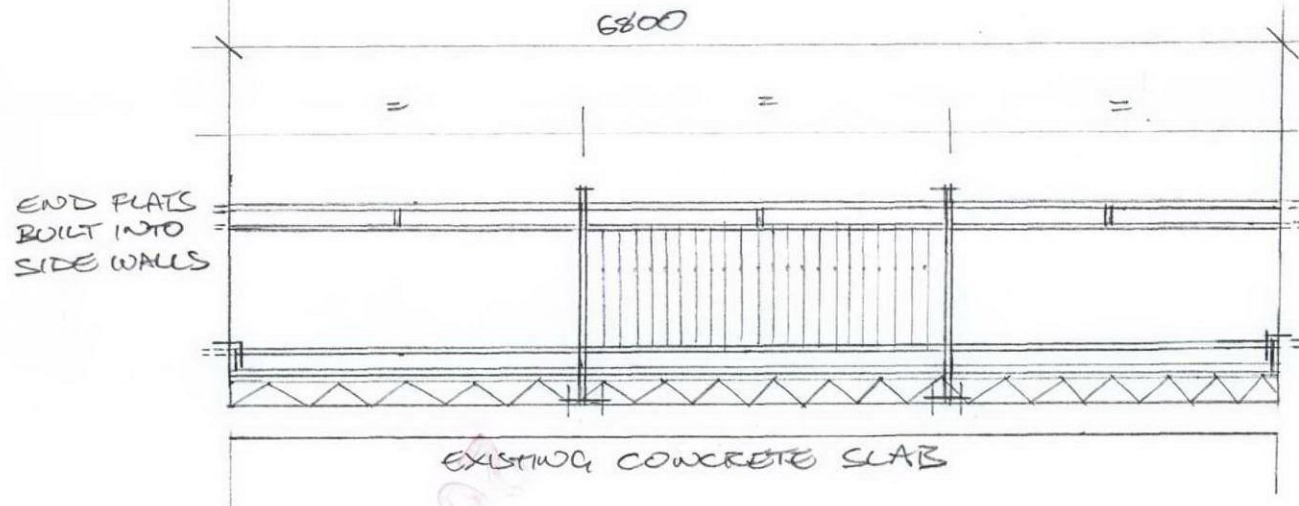 6800
= = =
END FLATS
BUILT INTO
SIDE WALLS
EXISTING CONCRETE SLAB